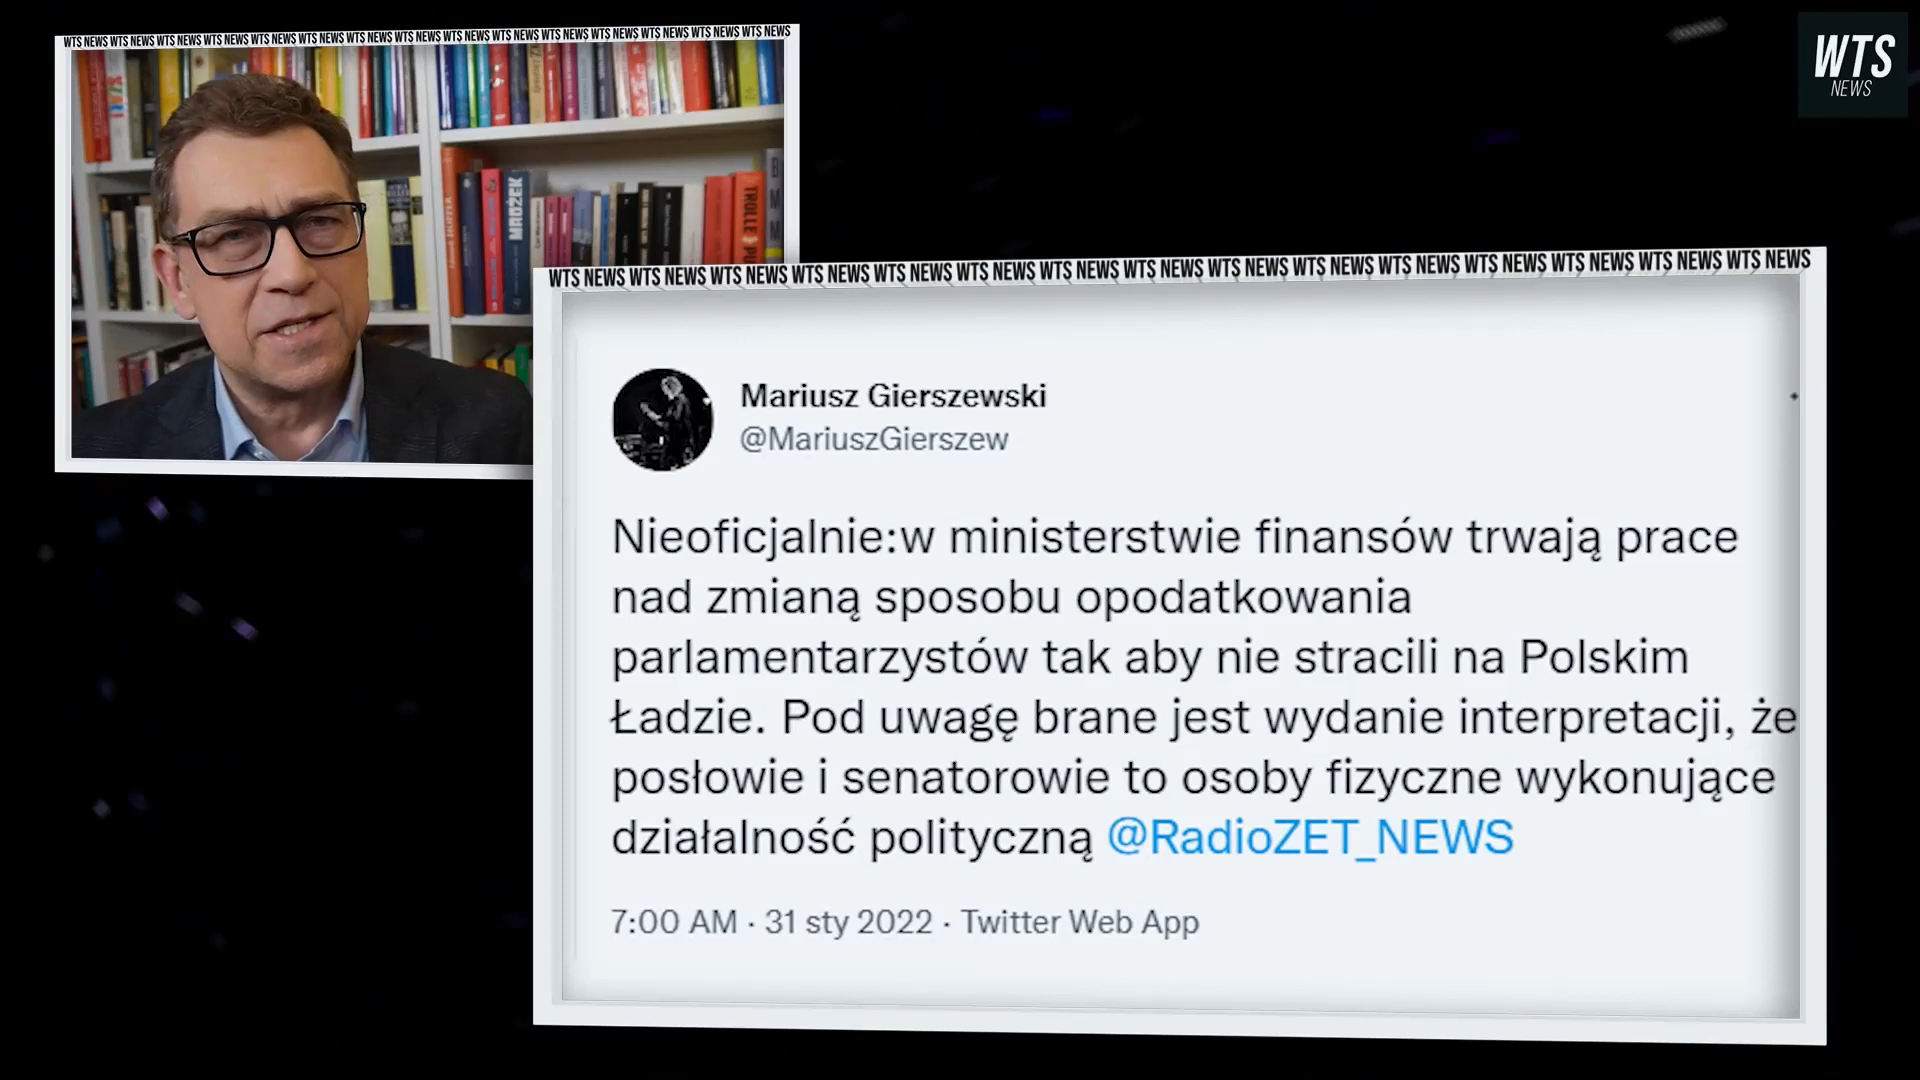 WTS NEWS WTS NEWS WTS NEWS WTS NEWS WTS NEWS WTS NEWS WTS NEWS WTS NEWS WTS NEWS WTS NEWS WTS NEWS WTS NEWS WTS NEWS WTS NEWS WTS NEWS
WTS
NEWS
MROŻEK
TROLLE
WTS NEWS WTS NEWS WTS NEWS WTS NEWS WTS NEWS WTS NEWS WTS NEWS WTS NEWS WTS NEWS WTS NEWS WTS NEWS WTS NEWS WTS NEWS WTS NEWS WTS NEWS
Mariusz Gierszewski
@MariuszGierszew
Nieoficjalnie:w ministerstwie finansów trwają prace
nad zmianą sposobu opodatkowania
parlamentarzystów tak aby nie stracili na Polskim
Ładzie. Pod uwagę brane jest wydanie interpretacji, że
posłowie i senatorowie to osoby fizyczne wykonujące
działalność polityczną @RadioZET_NEWS
7:00 AM · 31 sty 2022 · Twitter Web App